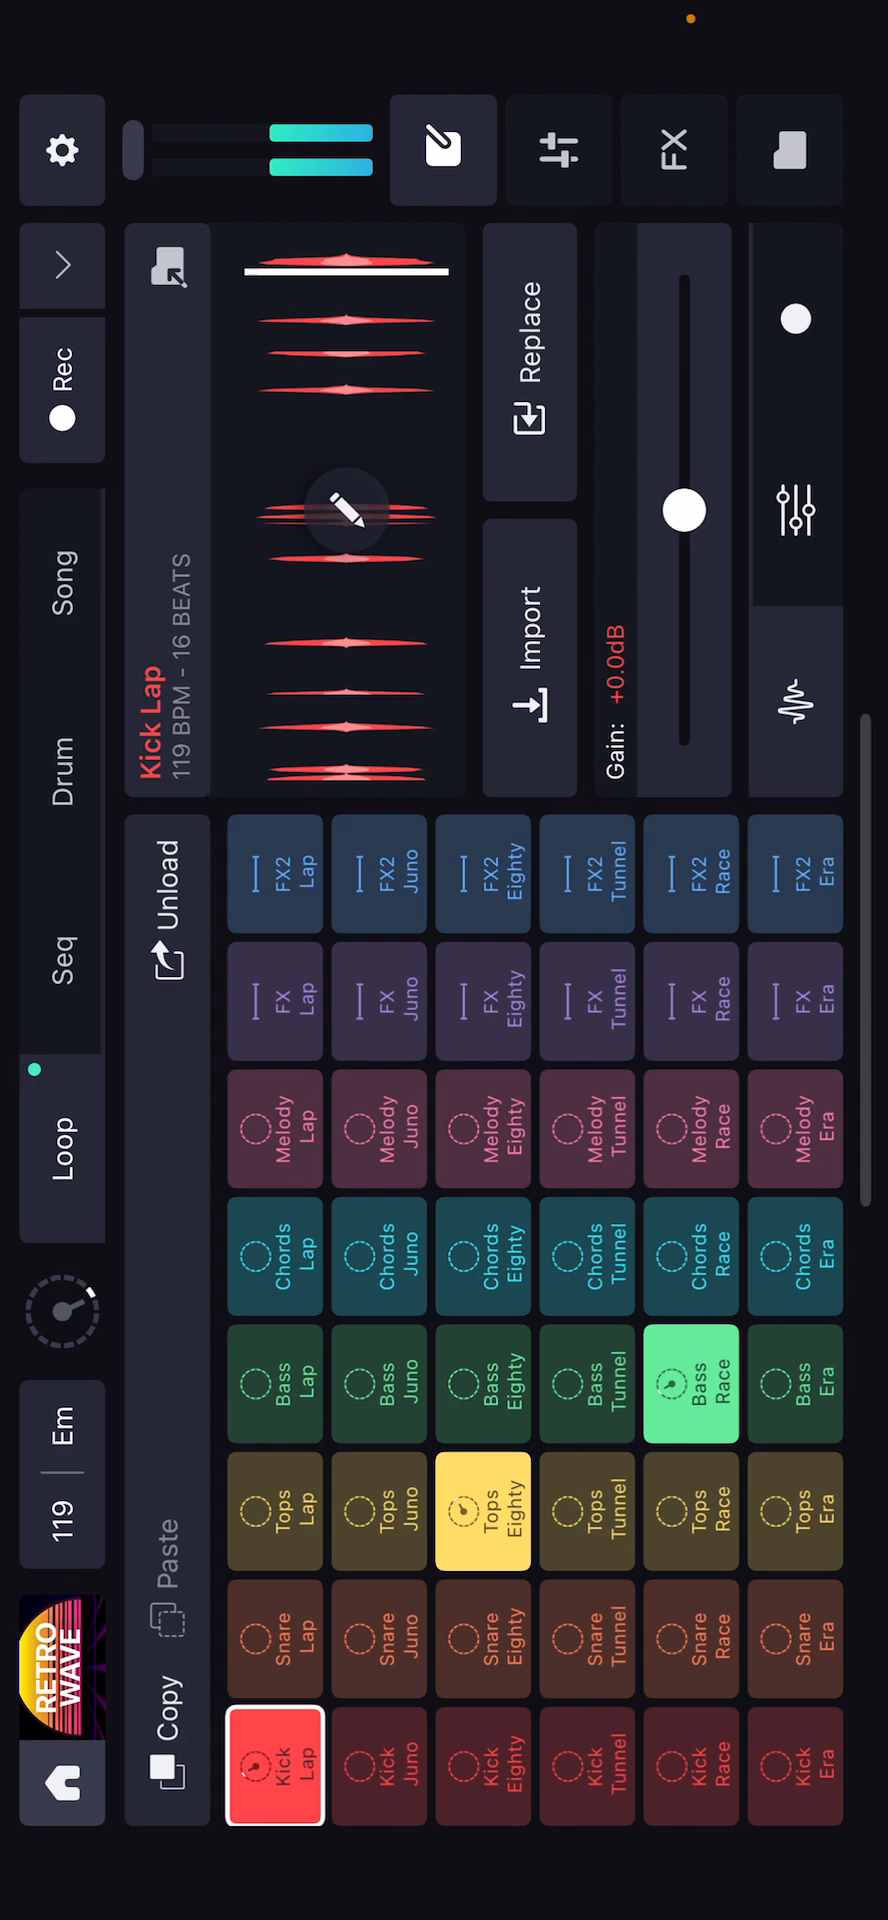 RETRO
WAVE
119 | Em
Loop
Seq
Drum
Song
Rec
FX
Copy
Paste
Unload
Kick Lap
119 BPM - 16 BEATS
Import
Replace
Gain: +0.0dB
Kick
Lap
Snare
Lap
Tops
Lap
Bass
Lap
Chords
Lap
Melody
Lap
FX
Lap
FX2
Lap
Kick
Juno
Snare
Juno
Tops
Juno
Bass
Juno
Chords
Juno
Melody
Juno
FX
Juno
FX2
Juno
Kick
Eighty
Snare
Eighty
Tops
Eighty
Bass
Eighty
Chords
Eighty
Melody
Eighty
FX
Eighty
FX2
Eighty
Kick
Tunnel
Snare
Tunnel
Tops
Tunnel
Bass
Tunnel
Chords
Tunnel
Melody
Tunnel
FX
Tunnel
FX2
Tunnel
Kick
Race
Snare
Race
Tops
Race
Bass
Race
Chords
Race
Melody
Race
FX
Race
FX2
Race
Kick
Era
Snare
Era
Tops
Era
Bass
Era
Chords
Era
Melody
Era
FX
Era
FX2
Era